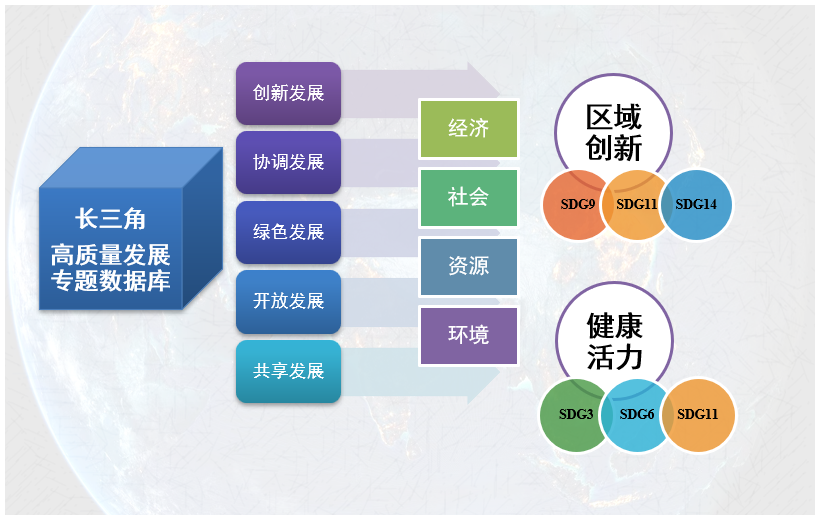 长三角
高质量发展
专题数据库
创新发展
协调发展
绿色发展
开放发展
共享发展
经济
社会
资源
环境
区域
创新
SDG9
SDG11
SDG14
健康
活力
SDG3
SDG6
SDG11